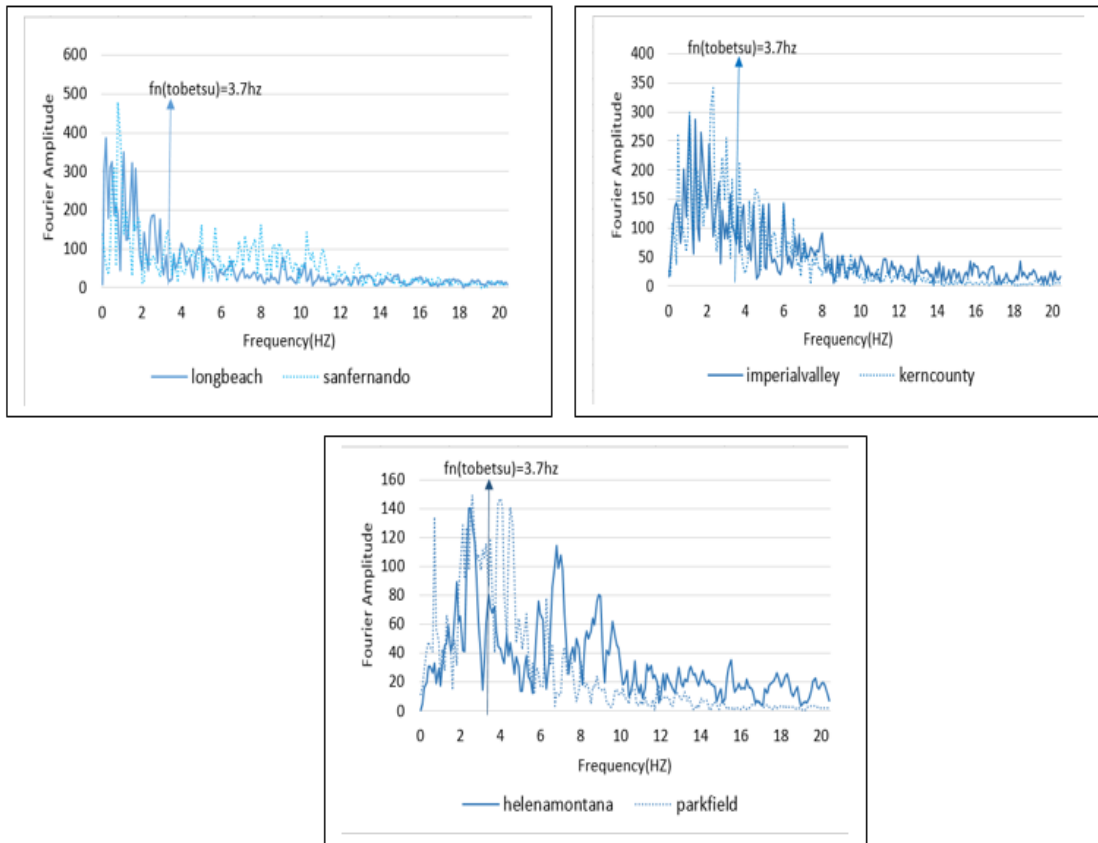 600
500
400
300
200
100
0
Fourier Amplitude
fn(tobetsu)=3.7hz
0 2 4 6 8 10 12 14 16 18 20
Frequency(HZ)
longbeach sanfernando
400
350
300
250
200
150
100
50
0
Fourier Amplitude
fn(tobetsu)=3.7hz
0 2 4 6 8 10 12 14 16 18 20
Frequency(HZ)
imperialvalley kerncounty
160
140
120
100
80
60
40
20
0
Fourier Amplitude
fn(tobetsu)=3.7hz
0 2 4 6 8 10 12 14 16 18 20
Frequency(HZ)
helenamontana parkfield